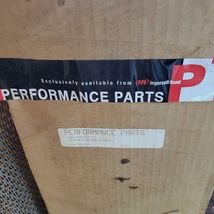 Exclusively available from IR Ingersoll-Rand
PERFORMANCE PARTS P
PERFORMANCE PARTS